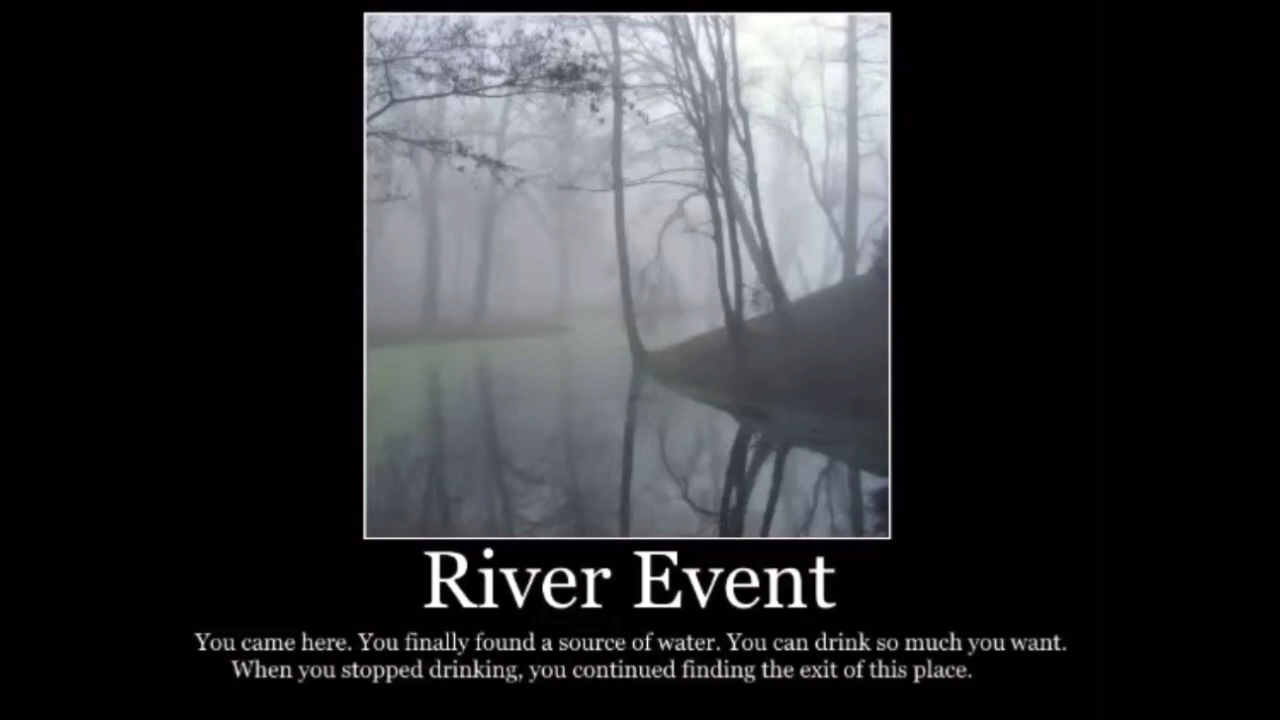 River Event
You came here. You finally found a source of water. You can drink so much you want.
When you stopped drinking, you continued finding the exit of this place.